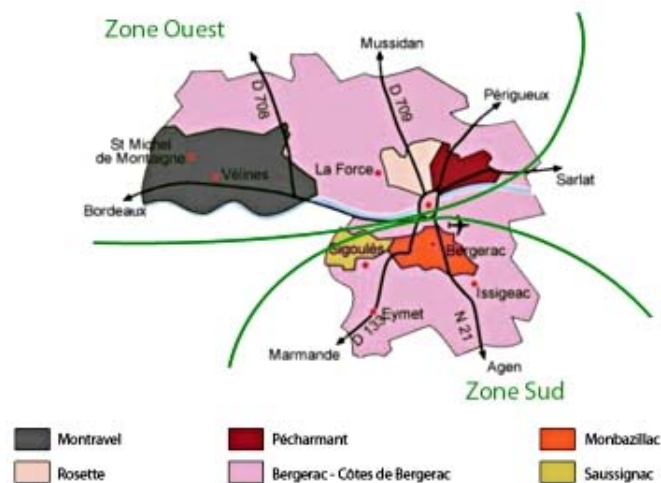 Zone Ouest
Mussidan
D 708
D 709
Périgueux
St Michel
de Montaigne
Vélines
La Force
Sarlat
Bordeaux
Sigoulès
Bergerac
Issigeac
Eymet
D 133
N 21
Marmande
Agen
Zone Sud
Montravel
Pécharmant
Monbazillac
Rosette
Bergerac - Côtes de Bergerac
Saussignac